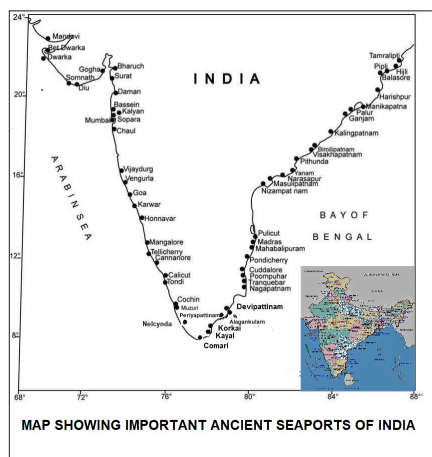 24°
20°
16°
12°
8°
Mandavi
Bet Dwarka
Dwarka
Gogha
Somnath
Diu
Bharuch
Surat
Daman
Bassein
Kalyan
Mumbai
Sopara
Chaul
INDIA
Tamralipti
Pipli
Hijli
Balasore
Harishpur
Manikapatna
Palur
Ganjam
Kalingpatnam
Bimlipatnam
Visakhapatnam
Pithunda
Yanam
Narasapur
Masulipatnam
Nizampat nam
ARABIN SEA
Vijaydurg
Vengurla
Goa
Karwar
Honnavar
Mangalore
Tellicherry
Cannanore
Calicut
Tondi
Cochin
Muzuri
Nelcynda
BAY OF
BENGAL
Pulicut
Madras
Mahabalipuram
Pondicherry
Cuddalore
Poompuhar
Tranquebar
Nagapatnam
Devipattinam
Periyapattinam
Alagankulam
Korkai
Kayal
Comari
68°
72°
76°
80°
84°
88°
MAP SHOWING IMPORTANT ANCIENT SEAPORTS OF INDIA